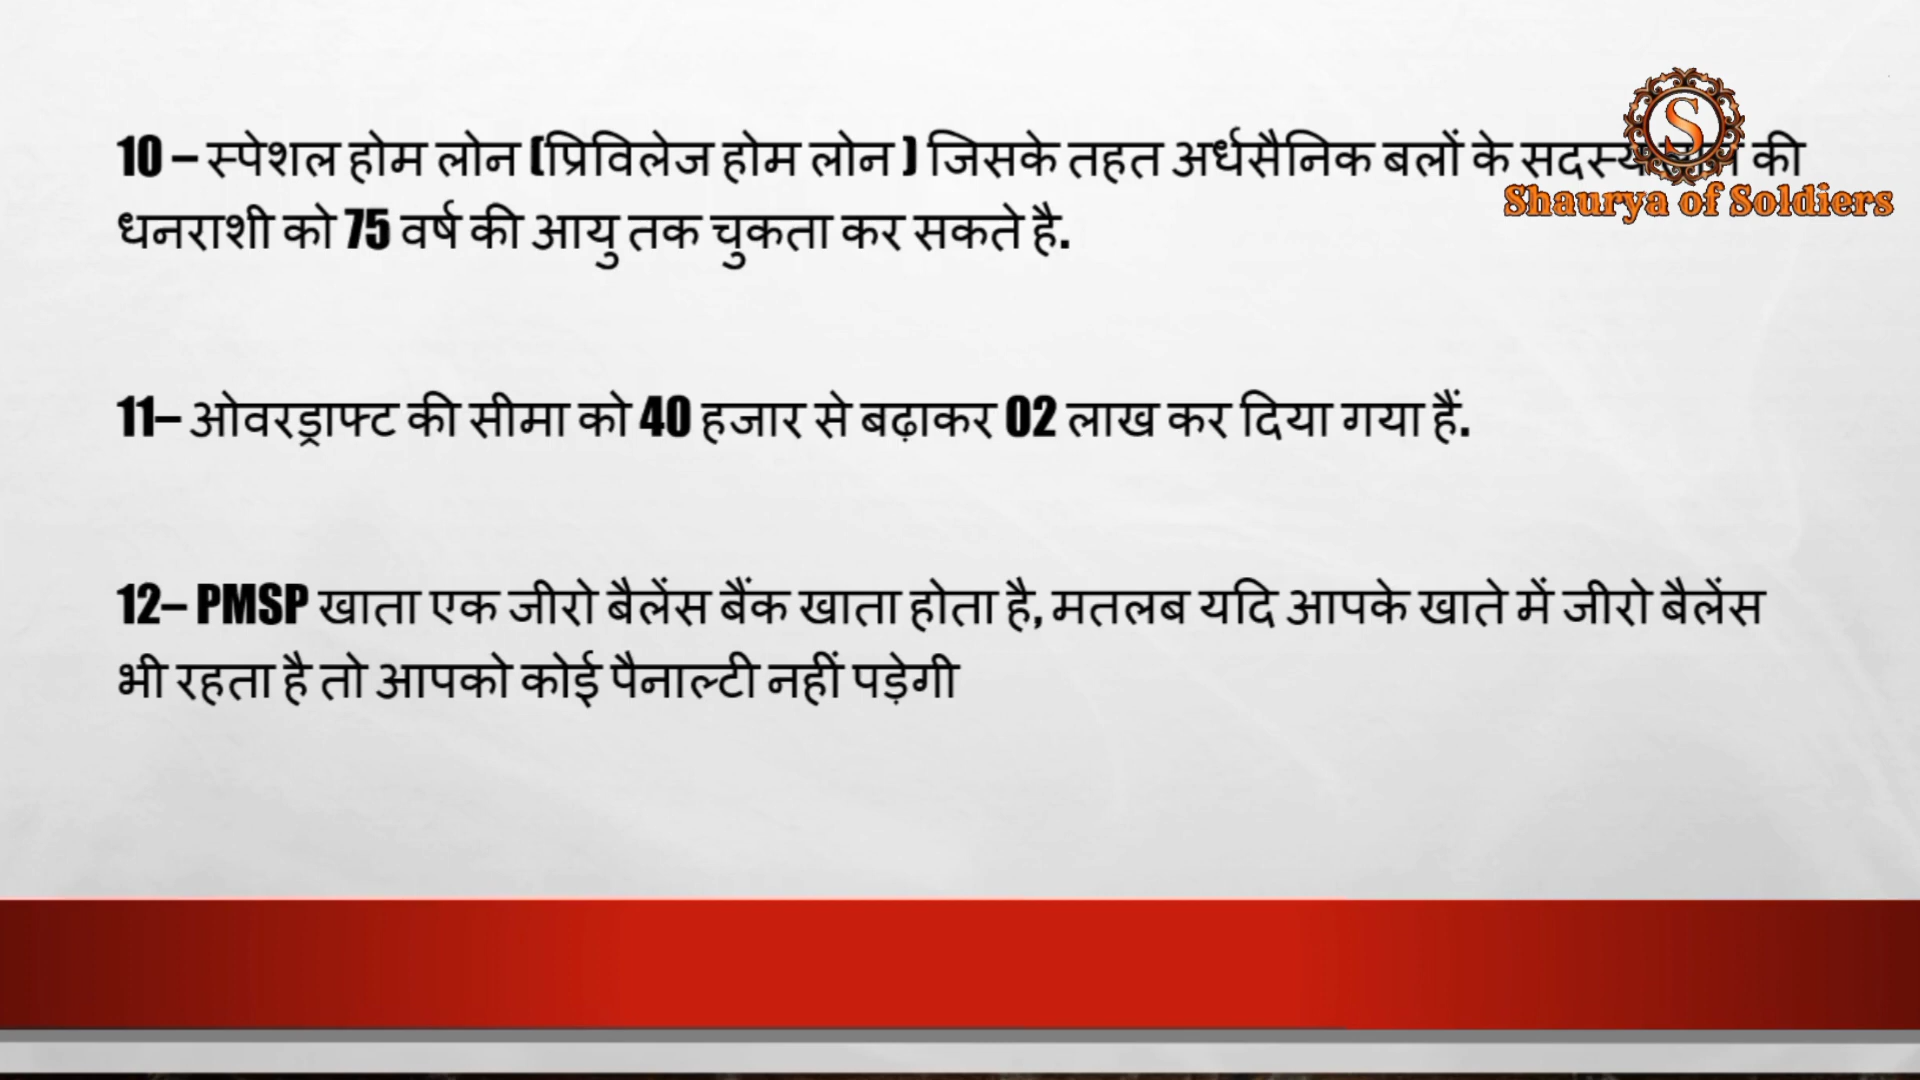 S
Shaurya of Soldiers
10 – स्पेशल होम लोन (प्रिविलेज होम लोन ) जिसके तहत अर्धसैनिक बलों के की
धनराशी को 75 वर्ष की आयु तक चुकता कर सकते है.
11– ओवरड्राफ्ट की सीमा को 40 हजार से बढ़ाकर 02 लाख कर दिया गया हैं.
12– PMSP खाता एक जीरो बैलेंस बैंक खाता होता है, मतलब यदि आपके खाते में जीरो बैलेंस
भी रहता है तो आपको कोई पैनाल्टी नहीं पड़ेगी